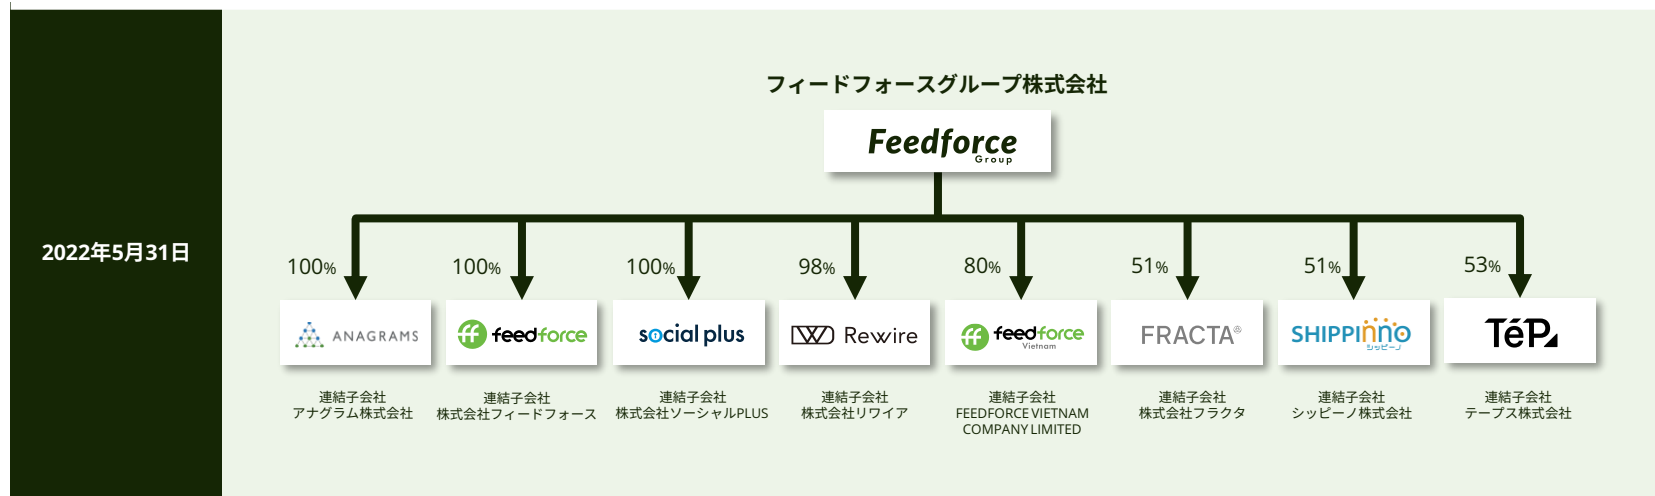 フィードフォースグループ株式会社
Feedforce
Group
2022年5月31日
100%
100%
100%
98%
80%
51%
51%
53%
ANAGRAMS
feedforce
social plus
Rewire
feedforce
Vietnam
FRACTA®
SHIPPINNO
シッピーノ
TéP
連結子会社
アナグラム株式会社
連結子会社
株式会社フィードフォース
連結子会社
株式会社ソーシャルPLUS
連結子会社
株式会社リワイア
連結子会社
FEEDFORCE VIETNAM
COMPANY LIMITED
連結子会社
株式会社フラクタ
連結子会社
シッピーノ株式会社
連結子会社
テープス株式会社